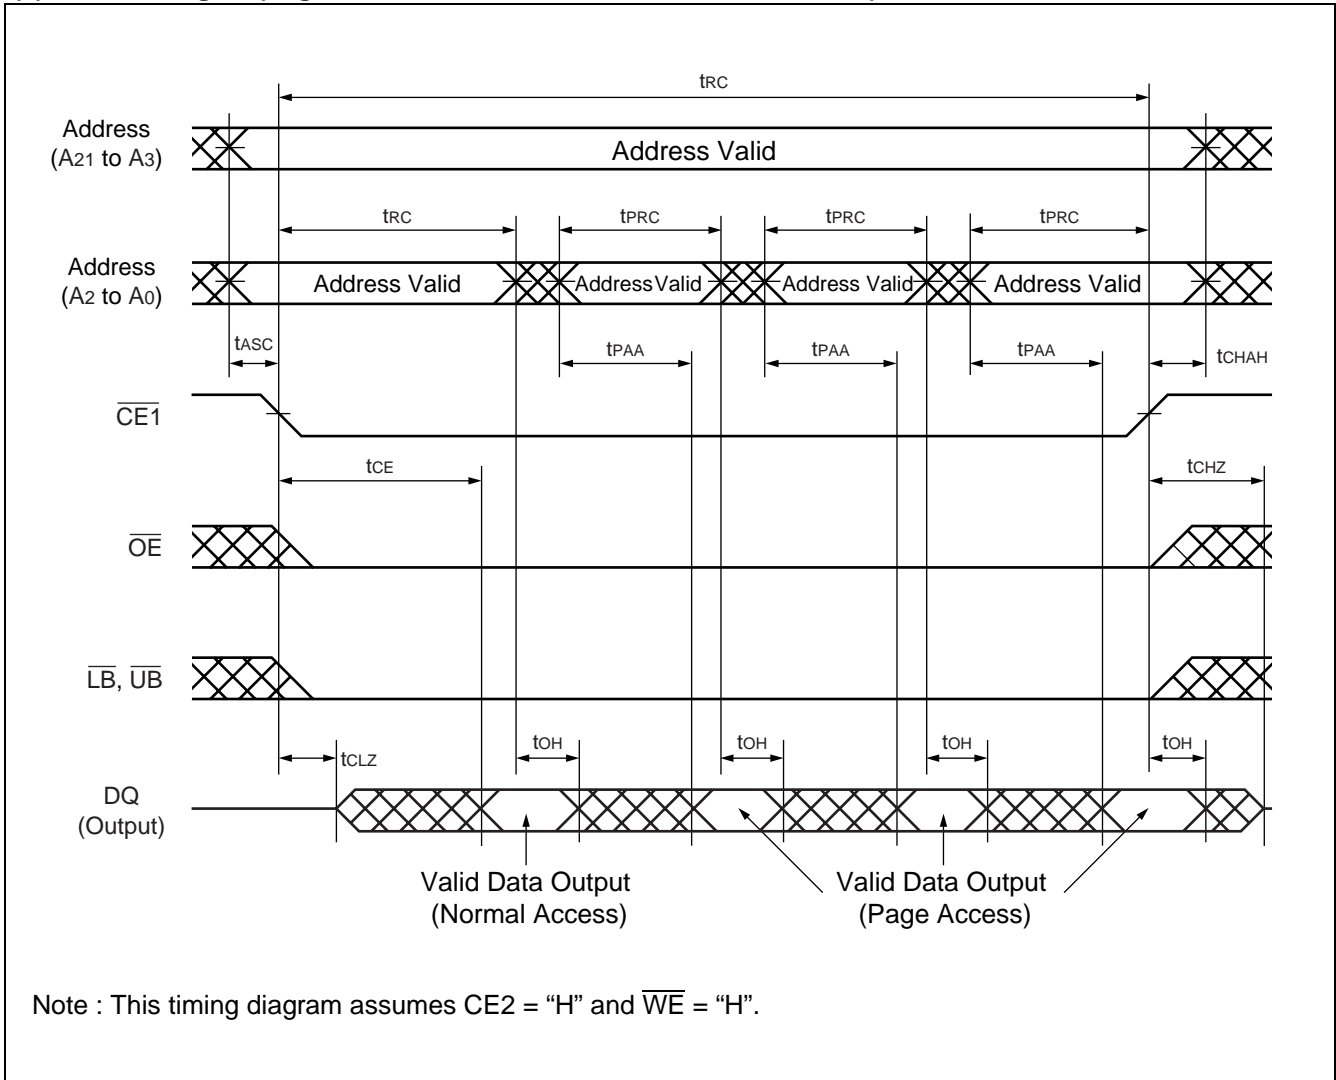 tRC
Address
(A21 to A3)
Address Valid
tRC
tPRC
tPRC
tPRC
Address
(A2 to A0)
Address Valid
Address Valid
Address Valid
Address Valid
tASC
tPAA
tPAA
tPAA
tCHAH
CE1
tCE
tCHZ
OE
LB, UB
tCLZ
tOH
tOH
tOH
tOH
DQ
(Output)
Valid Data Output
(Normal Access)
Valid Data Output
(Page Access)
Note : This timing diagram assumes CE2 = “H” and WE = “H”.